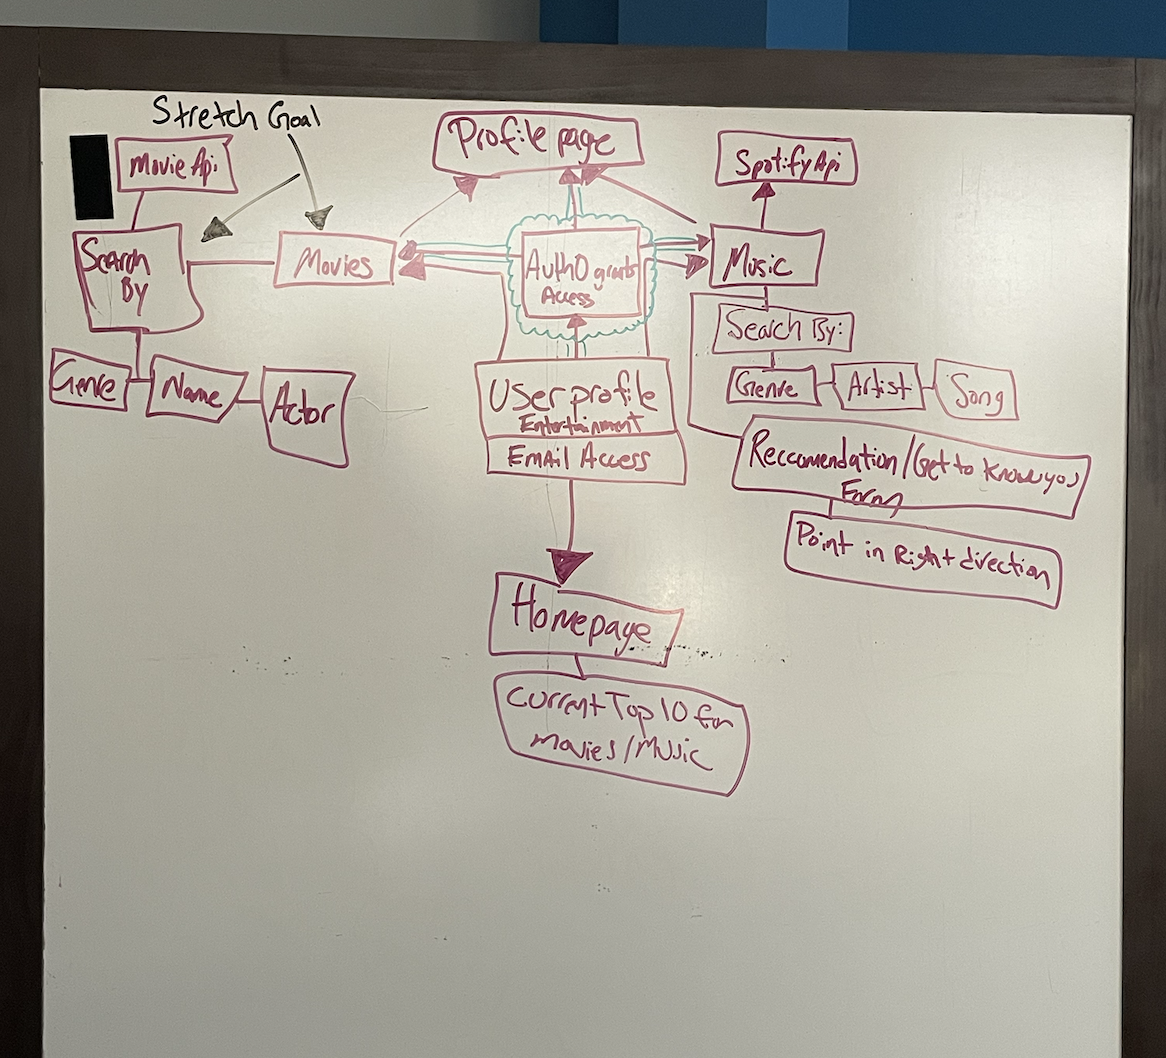 Stretch Goal
Profile page
Movie Api
Spotify Api
Search
By
Movies
Auth0 grants
Access
Music
Search By:
Genre
Name
Actor
User profile
Entertainment
Email Access
Genre
Artist
Song
Reccomendation/Get to know you
Form
Point in Right direction
Homepage
Current Top 10 for
movies/Music